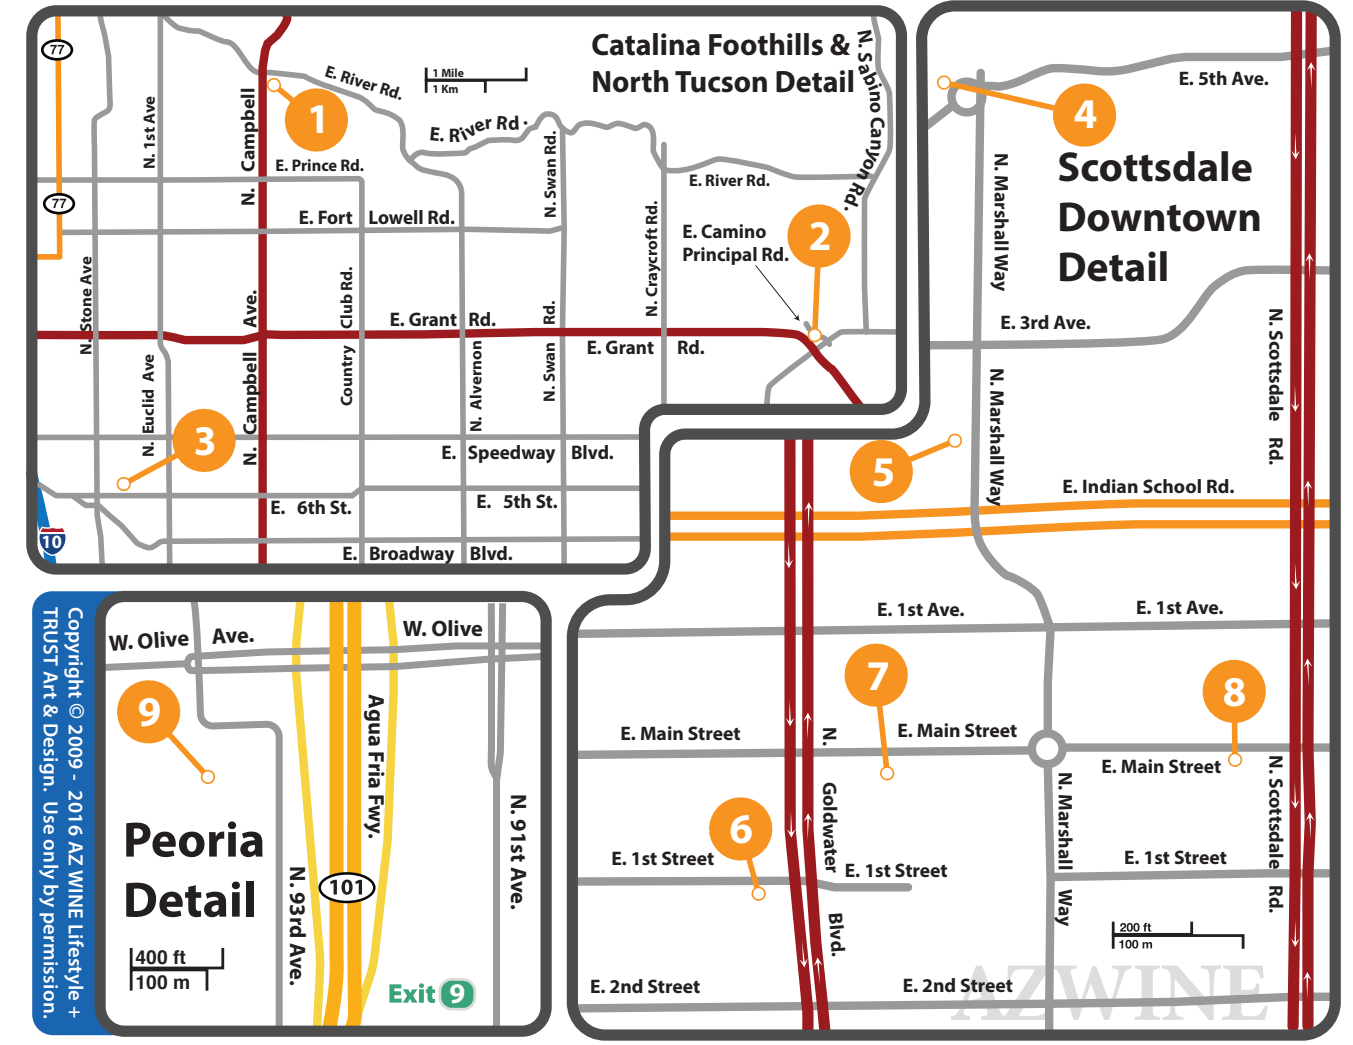 Catalina Foothills &
North Tucson Detail
1 Mile
1 Km
77
77
N. 1st Ave
N. Campbell Ave.
E. River Rd.
E. River Rd.
E. River Rd.
N. Sabino Canyon Rd.
1
E. Prince Rd.
E. Fort Lowell Rd.
N. Swan Rd.
N. Craycroft Rd.
E. Camino
Principal Rd.
2
N. Stone Ave
Country Club Rd.
E. Grant Rd.
E. Grant Rd.
N. Euclid Ave
N. Campbell
N. Alvernon
N. Swan Rd.
3
E. Speedway Blvd.
E. 6th St.
E. 5th St.
10
E. Broadway Blvd.
Scottsdale
Downtown
Detail
E. 5th Ave.
4
N. Marshall Way
E. 3rd Ave.
N. Scottsdale Rd.
N. Marshall Way
5
E. Indian School Rd.
E. 1st Ave.
E. 1st Ave.
7
8
E. Main Street
E. Main Street
E. Main Street
N. Goldwater Blvd.
N. Marshall Way
N. Scottsdale Rd.
6
E. 1st Street
E. 1st Street
E. 1st Street
200 ft
100 m
E. 2nd Street
E. 2nd Street
AZWINE
W. Olive Ave.
W. Olive
9
Agua Fria Fwy.
Peoria
Detail
101
N. 93rd Ave.
N. 91st Ave.
400 ft
100 m
Exit 9
Copyright © 2009 - 2016 AZ WINE Lifestyle +
TRUST Art & Design. Use only by permission.